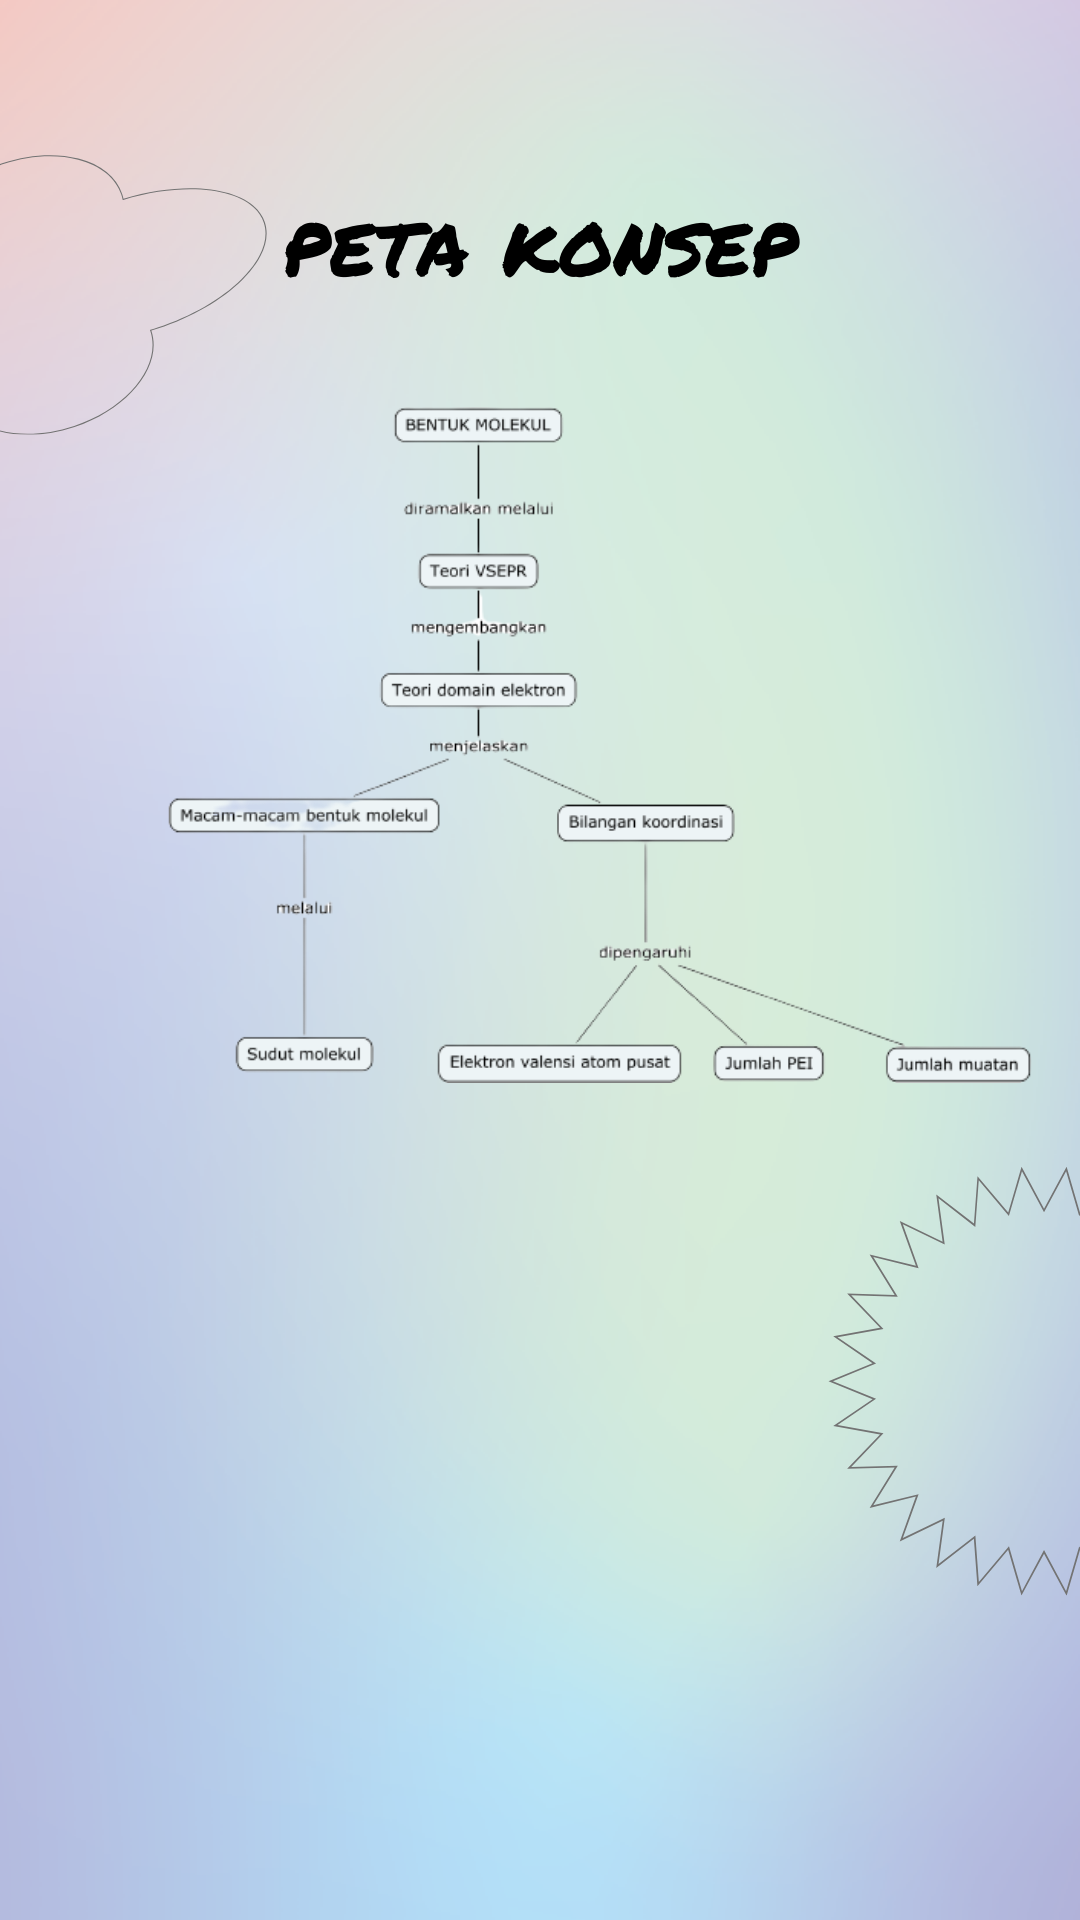 PETA KONSEP
BENTUK MOLEKUL
diramalkan melalui
Teori VSEPR
mengembangkan
Teori domain elektron
menjelaskan
Macam-macam bentuk molekul
Bilangan koordinasi
melalui
dipengaruhi
Sudut molekul
Elektron valensi atom pusat
Jumlah PEI
Jumlah muatan